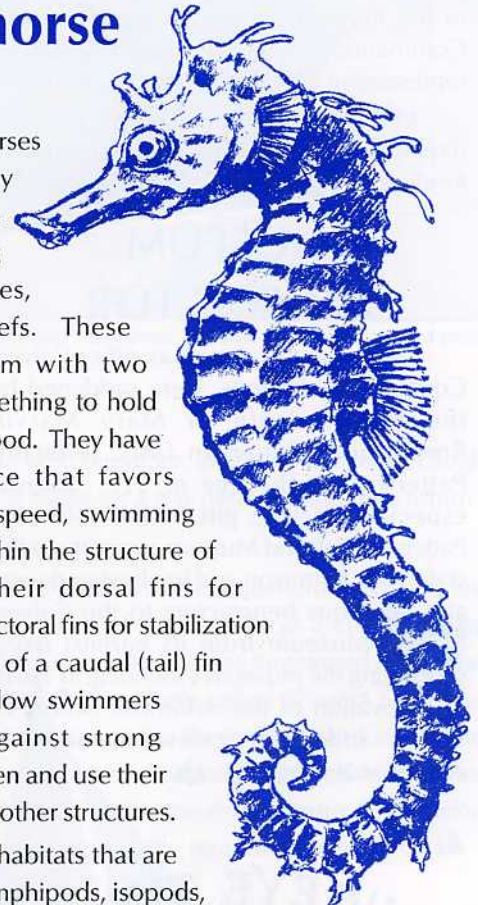 horse
rses
y
es,
efs. These
m with two
ething to hold
ood. They have
ce that favors
speed, swimming
hin the structure of
heir dorsal fins for
ctoral fins for stabilization
of a caudal (tail) fin
low swimmers
gainst strong
en and use their
other structures.
habitats that are
nphipods, isopods,